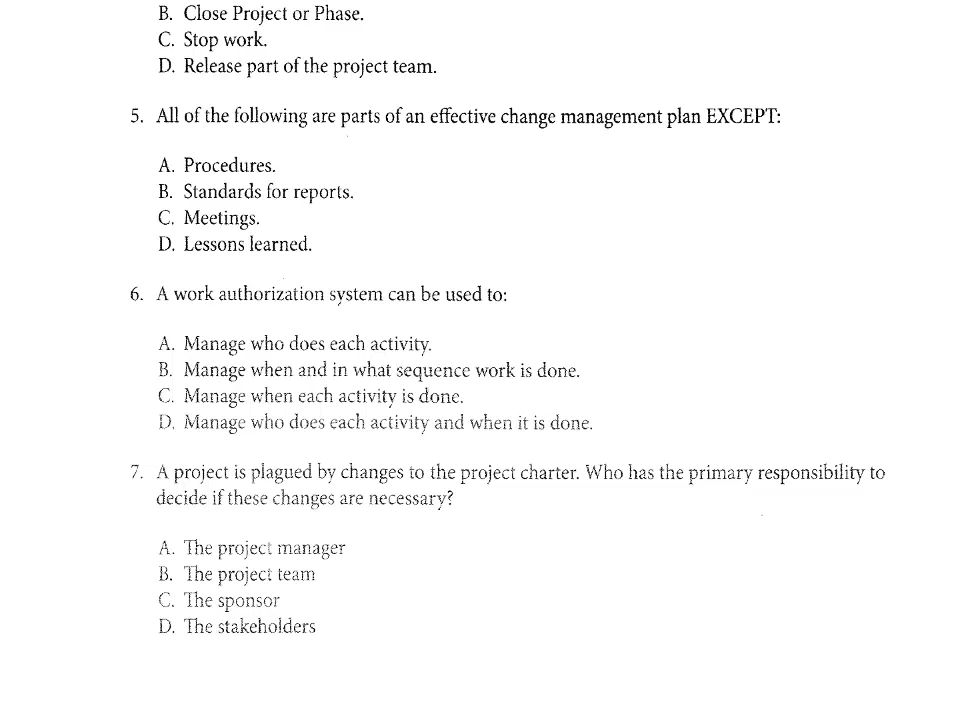 B. Close Project or Phase.
C. Stop work.
D. Release part of the project team.
5. All of the following are parts of an effective change management plan EXCEPT:
A. Procedures.
B. Standards for reports.
C. Meetings.
D. Lessons learned.
6. A work authorization system can be used to:
A. Manage who does each activity.
B. Manage when and in what sequence work is done.
C. Manage when each activity is done.
D. Manage who does each activity and when it is done.
7. A project is plagued by changes to the project charter. Who has the primary responsibility to
decide if these changes are necessary?
A. The project manager
B. The project team
C. The sponsor
D. The stakeholders